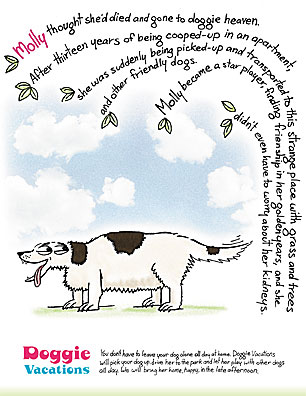 Molly thought she'd died and gone to doggie heaven.
After thirteen years of being cooped-up in an apartment,
she was suddenly being picked-up and transported to this strange place with grass and trees
and other friendly dogs.
Molly became a star player, finding frienship in her golden years, and she
didn't even have to worry about her kidneys.
Doggie
Vacations
You don't have to leave your dog alone all day at home. Doggie Vacations
will pick your dog up drive her to the park and let her play with other dogs
all day. We will bring her home, happy, in the late afternoon.